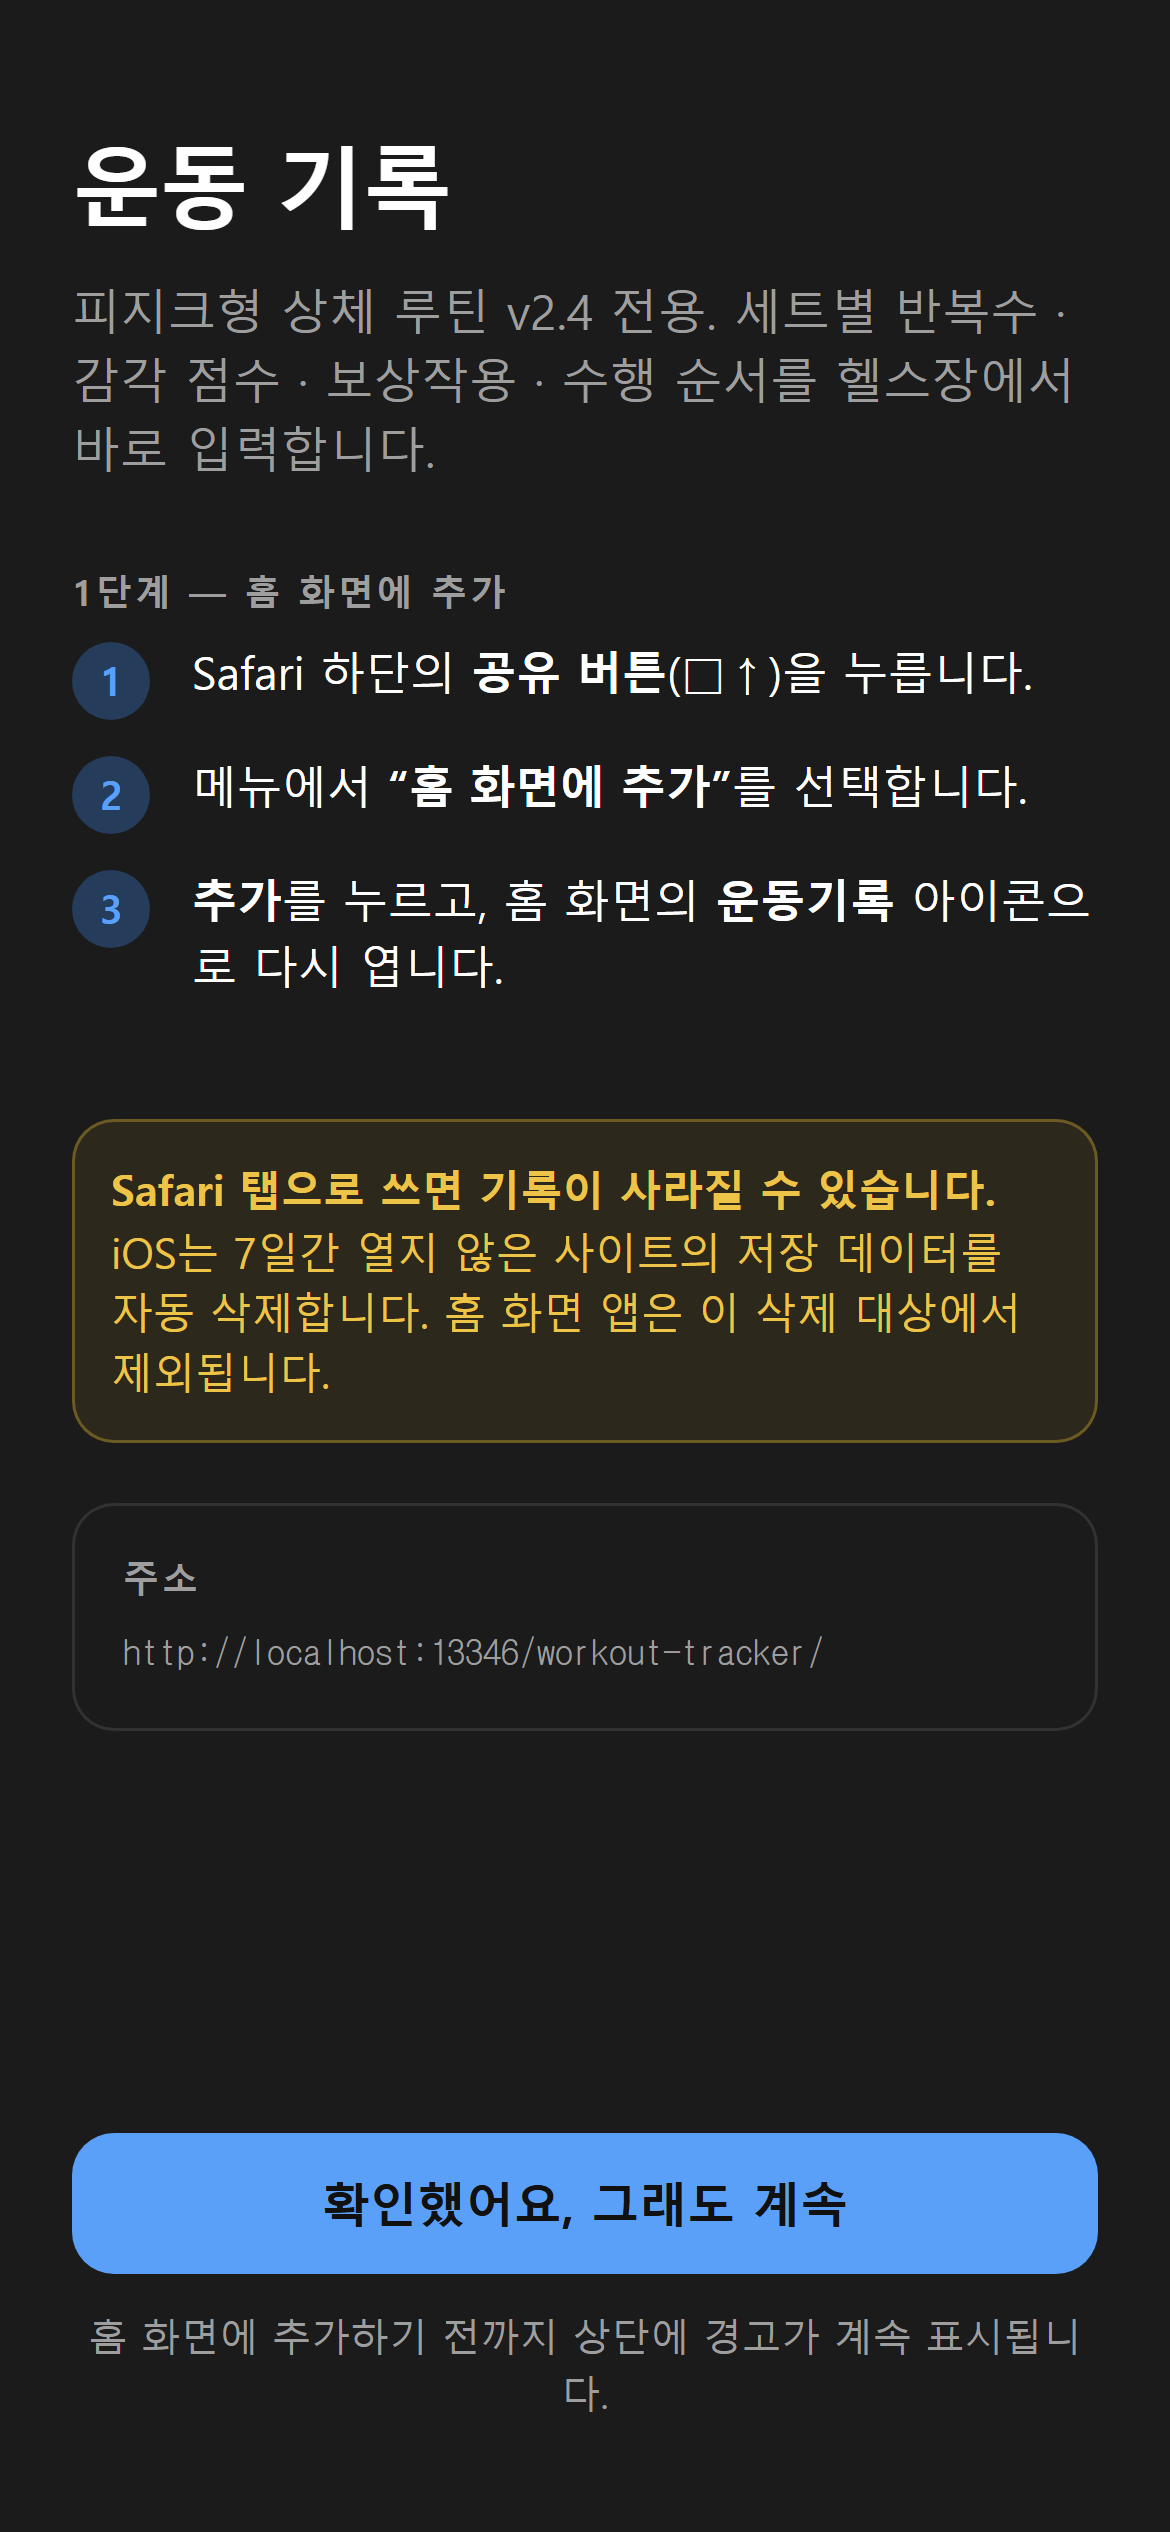 운동 기록
피지크형 상체 루틴 v2.4 전용. 세트별 반복수 ·
감각 점수 · 보상작용 · 수행 순서를 헬스장에서
바로 입력합니다.
1단계 — 홈 화면에 추가
1 Safari 하단의 공유 버튼(□↑)을 누릅니다.
2 메뉴에서 “홈 화면에 추가”를 선택합니다.
3 추가를 누르고, 홈 화면의 운동기록 아이콘으
로 다시 엽니다.
Safari 탭으로 쓰면 기록이 사라질 수 있습니다.
iOS는 7일간 열지 않은 사이트의 저장 데이터를
자동 삭제합니다. 홈 화면 앱은 이 삭제 대상에서
제외됩니다.
주소
http://localhost:13346/workout-tracker/
확인했어요, 그래도 계속
홈 화면에 추가하기 전까지 상단에 경고가 계속 표시됩니
다.